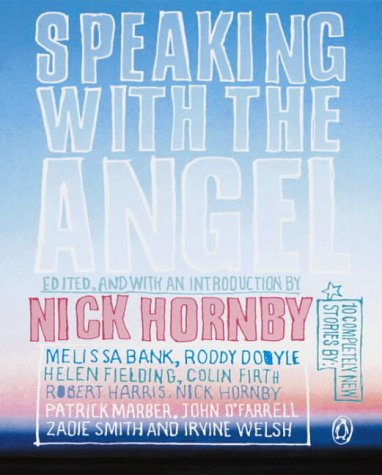 SPEAKING
WITH THE
ANGEL
EDITED, AND WITH AN INTRODUCTION BY
NICK HORNBY
10 COMPLETELY NEW
STORIES BY:
MELISSA BANK, RODDY DOYLE
HELEN FIELDING, COLIN FIRTH
ROBERT HARRIS, NICK HORNBY
PATRICK MARBER, JOHN O'FARRELL
ZADIE SMITH AND IRVINE WELSH